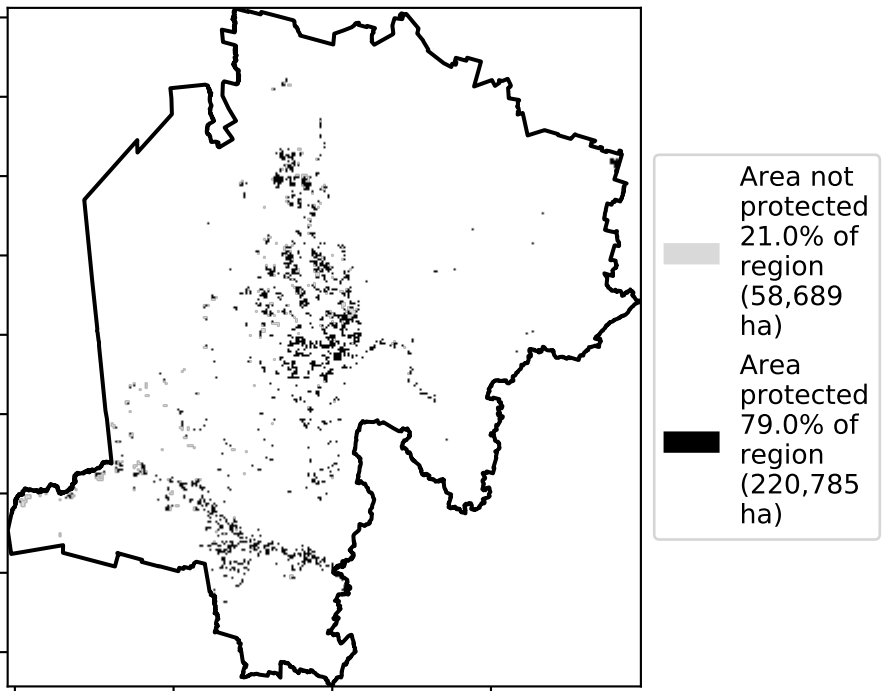 Area not
protected
21.0% of
region
(58,689
ha)
Area
protected
79.0% of
region
(220,785
ha)